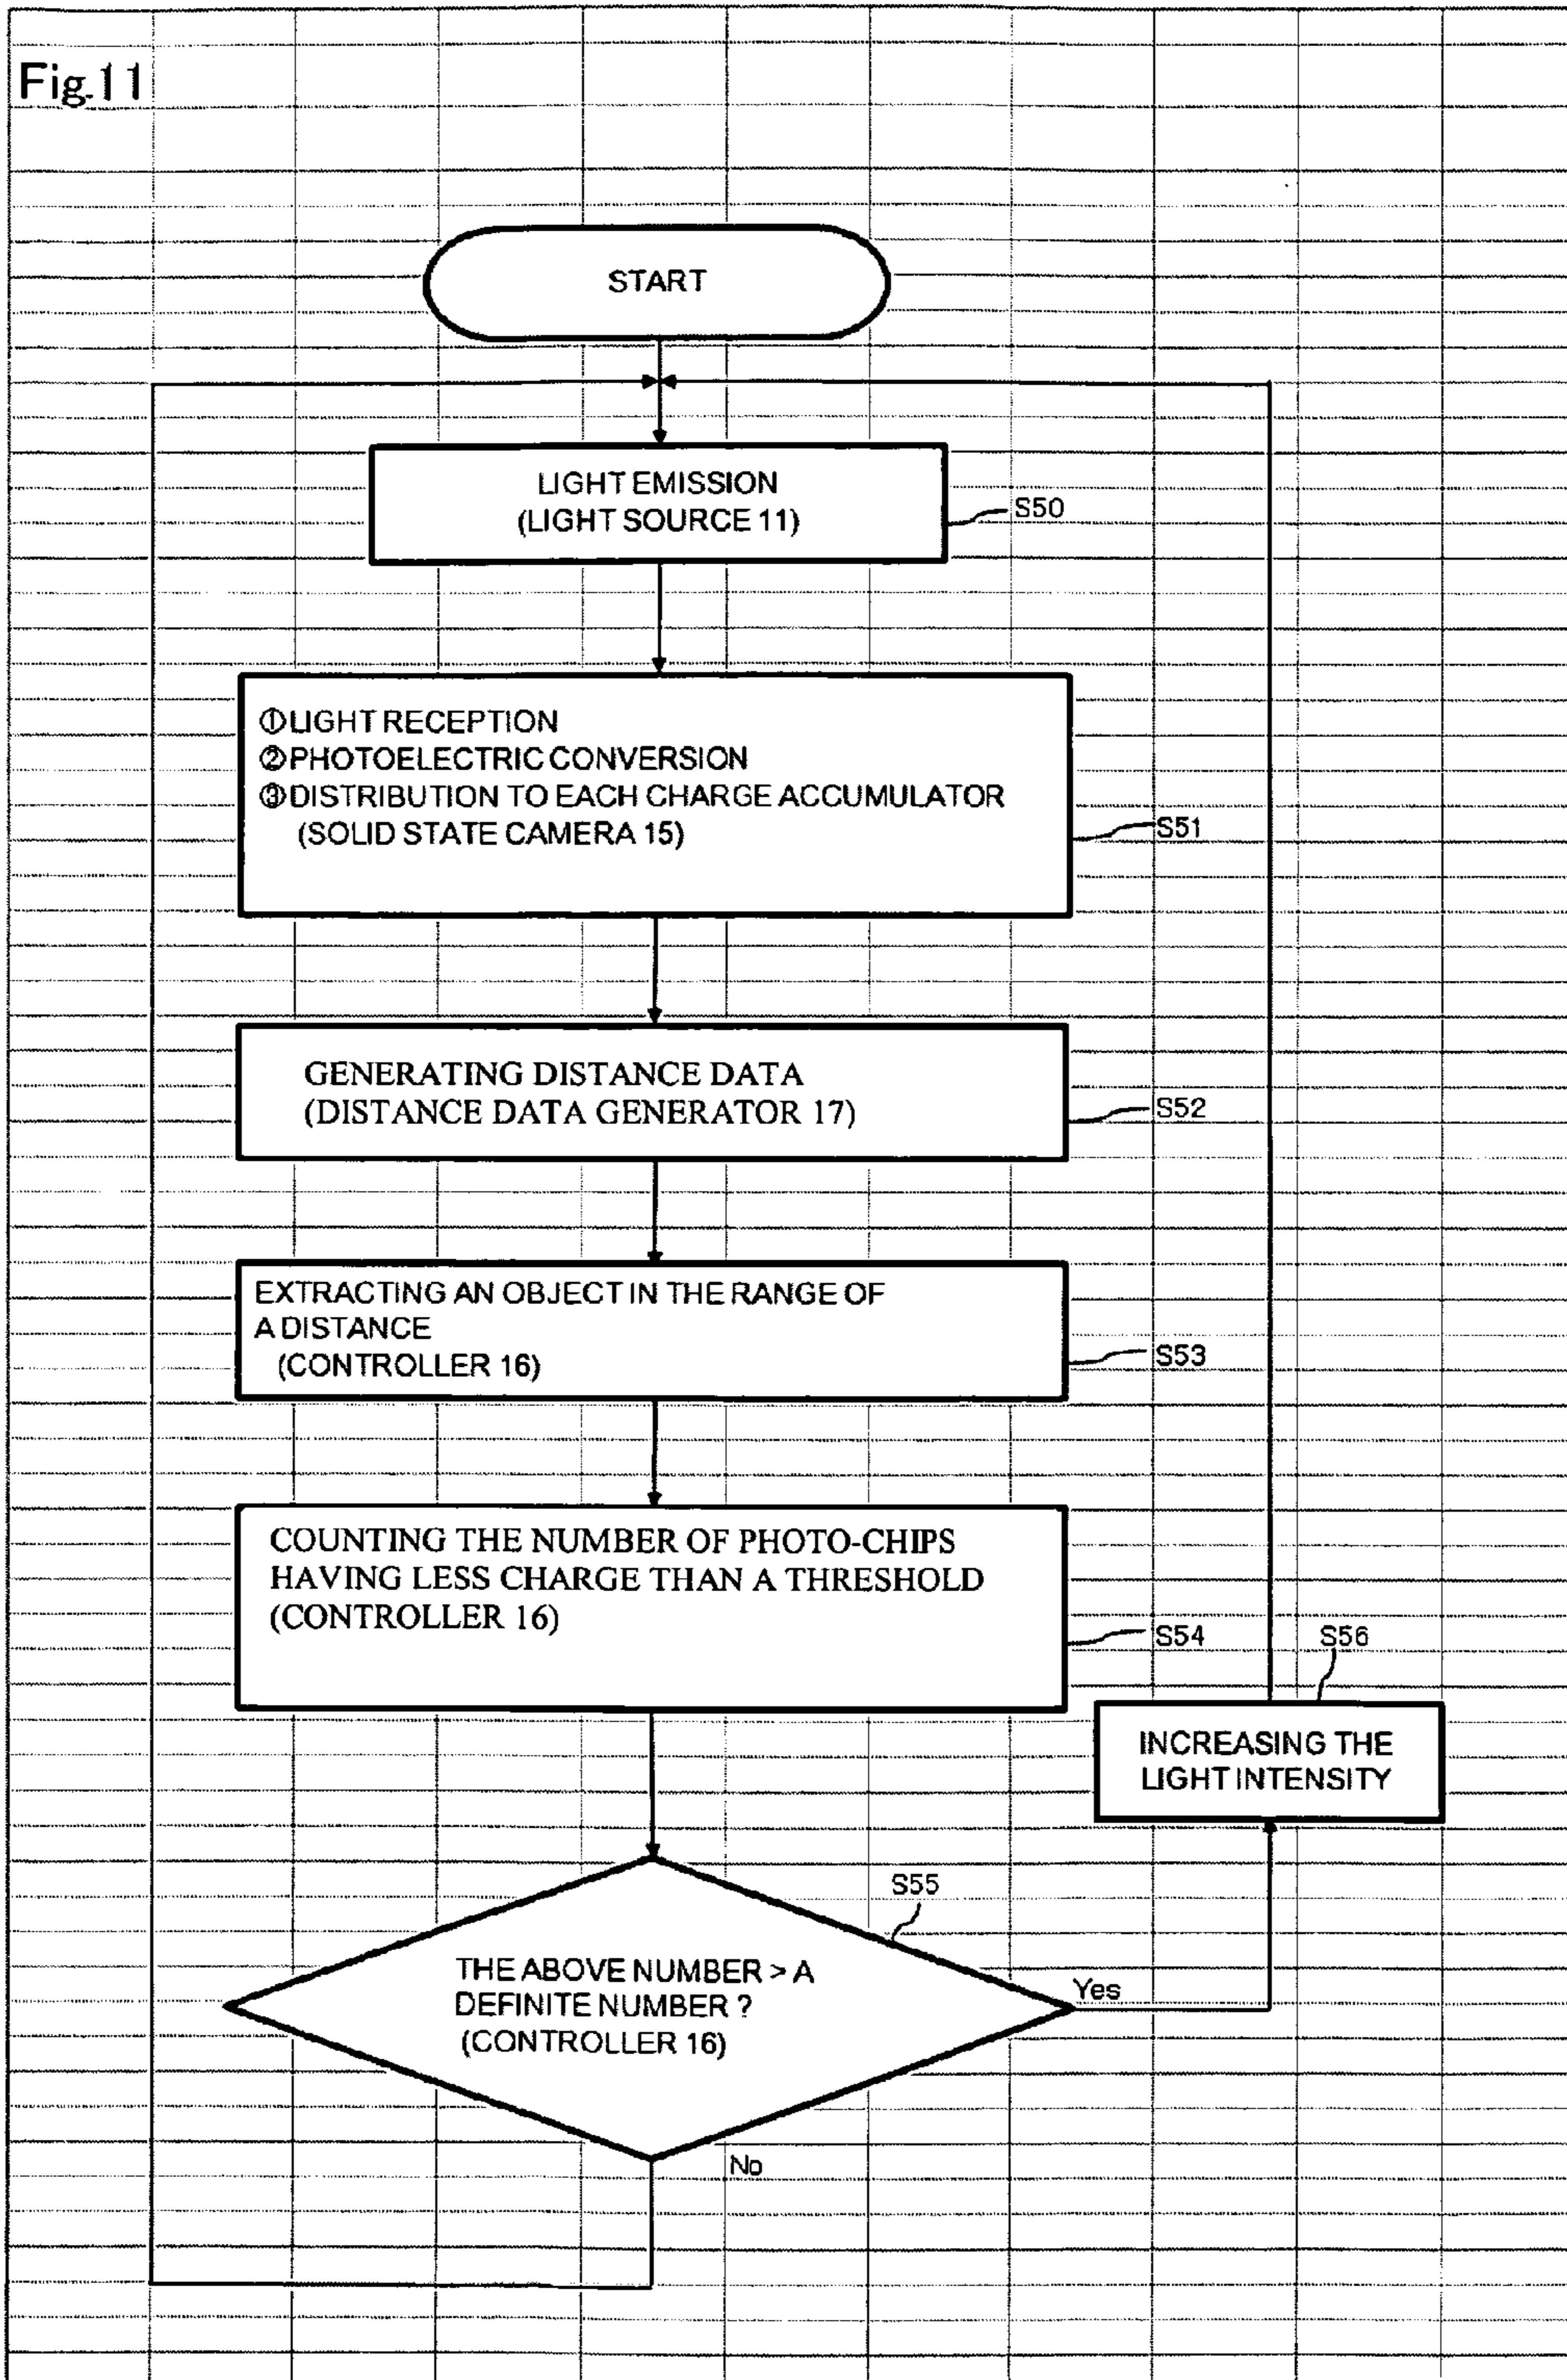 Fig.11
START
LIGHT EMISSION
(LIGHT SOURCE 11)
S50
①LIGHT RECEPTION
②PHOTOELECTRIC CONVERSION
③DISTRIBUTION TO EACH CHARGE ACCUMULATOR
(SOLID STATE CAMERA 15)
S51
GENERATING DISTANCE DATA
(DISTANCE DATA GENERATOR 17)
S52
EXTRACTING AN OBJECT IN THE RANGE OF
A DISTANCE
(CONTROLLER 16)
S53
COUNTING THE NUMBER OF PHOTO-CHIPS
HAVING LESS CHARGE THAN A THRESHOLD
(CONTROLLER 16)
S54
S56
INCREASING THE
LIGHT INTENSITY
S55
THE ABOVE NUMBER > A
DEFINITE NUMBER ?
(CONTROLLER 16)
Yes
No